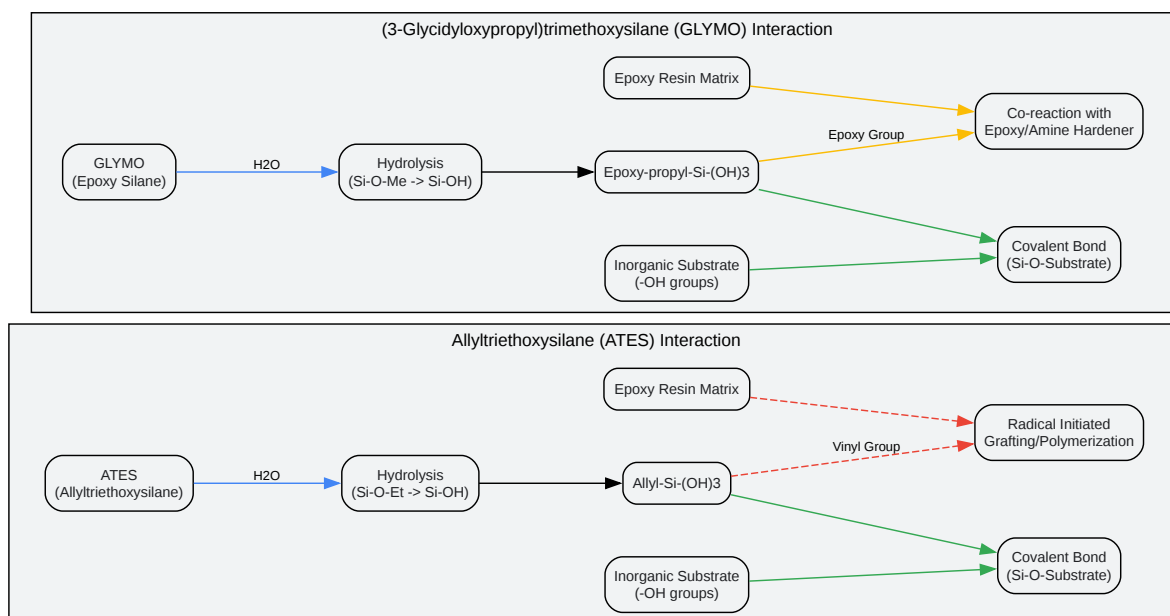 (3-Glycidyloxypropyl)trimethoxysilane (GLYMO) Interaction
Epoxy Resin Matrix
Co-reaction with
Epoxy/Amine Hardener
Epoxy Group
GLYMO
(Epoxy Silane)
H2O
Hydrolysis
(Si-O-Me -> Si-OH)
Epoxy-propyl-Si-(OH)3
Inorganic Substrate
(-OH groups)
Covalent Bond
(Si-O-Substrate)
Allyltriethoxysilane (ATES) Interaction
Epoxy Resin Matrix
Radical Initiated
Grafting/Polymerization
Vinyl Group
ATES
(Allyltriethoxysilane)
H2O
Hydrolysis
(Si-O-Et -> Si-OH)
Allyl-Si-(OH)3
Inorganic Substrate
(-OH groups)
Covalent Bond
(Si-O-Substrate)